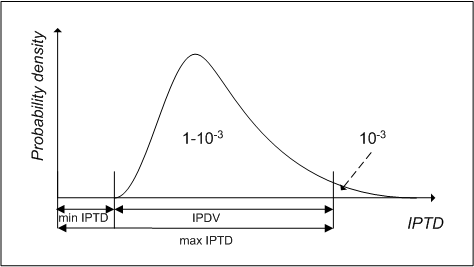 Probability density
1-10-3
10-3
IPTD
min IPTD
IPDV
max IPTD